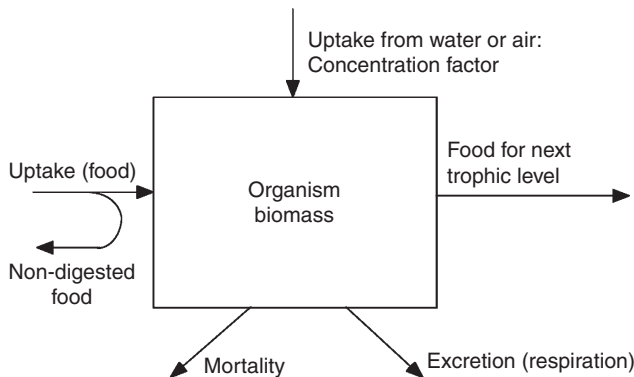 Uptake from water or air:
Concentration factor
Uptake (food)
Non-digested
food
Organism
biomass
Food for next
trophic level
Mortality
Excretion (respiration)